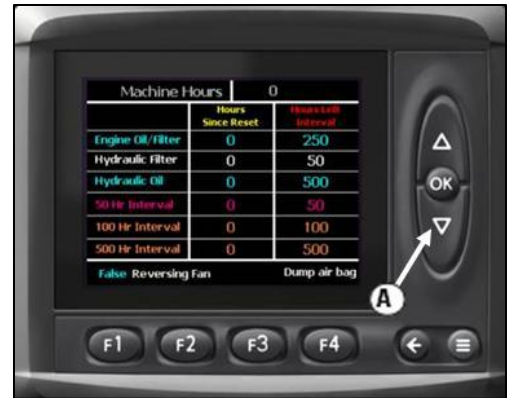 Machine Hours 0
Hours Since Reset Hours Left Interval
Engine Oil/Filter 0 250
Hydraulic Filter 0 50
Hydraulic Oil 0 500
50 Hr Interval 0 50
100 Hr Interval 0 100
500 Hr Interval 0 500
False Reversing Fan Dump air bag
OK
A
F1 F2 F3 F4